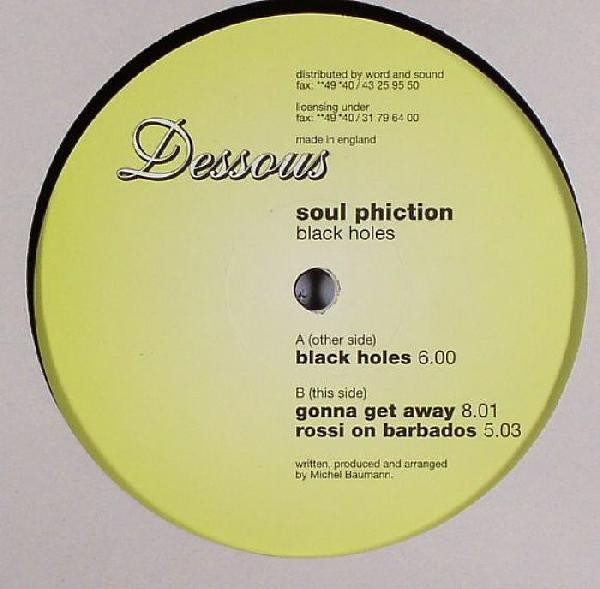 distributed by word and sound
fax: **49*40/43 25 95 50
licensing under
fax: **49*40/31 79 64 00
made in england
Dessous
soul phiction
black holes
A (other side)
black holes 6.00
B (this side)
gonna get away 8.01
rossi on barbados 5.03
written, produced and arranged
by Michel Baumann.